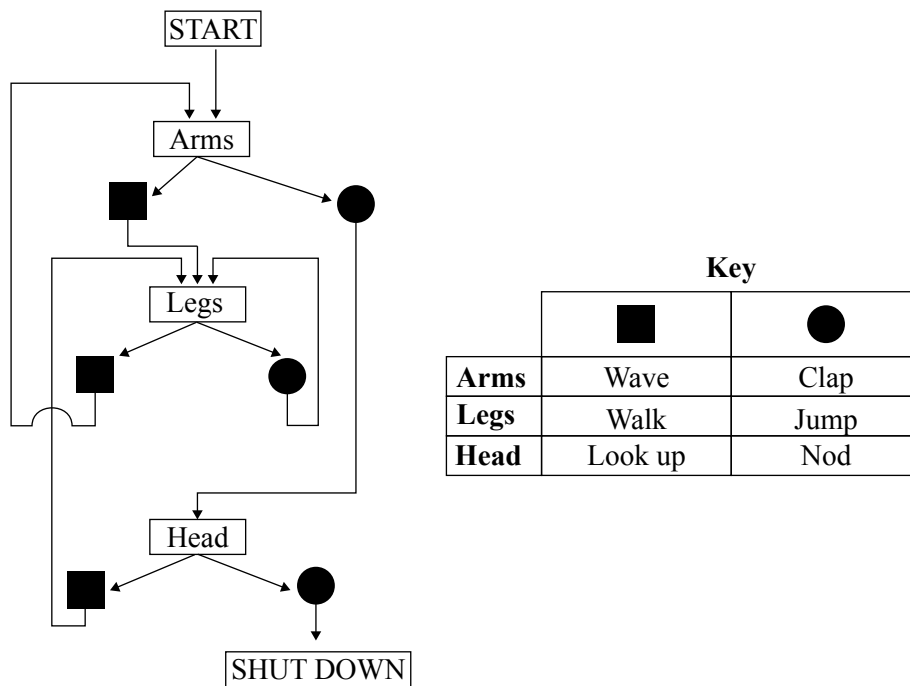 START
Arms
Legs
Head
SHUT DOWN
Key
Arms Wave Clap
Legs Walk Jump
Head Look up Nod